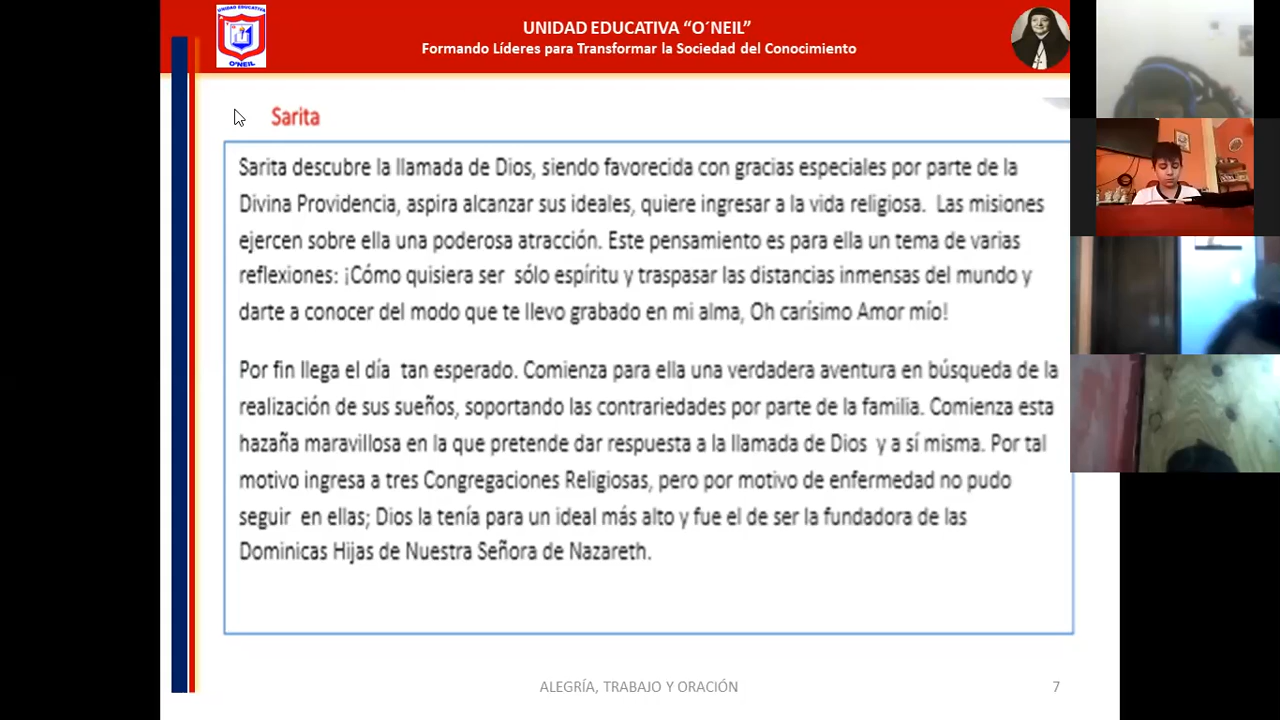 UNIDAD EDUCATIVA
O'NEIL
UNIDAD EDUCATIVA “O´NEIL”
Formando Líderes para Transformar la Sociedad del Conocimiento
Sarita
Sarita descubre la llamada de Dios, siendo favorecida con gracias especiales por parte de la
Divina Providencia, aspira alcanzar sus ideales, quiere ingresar a la vida religiosa. Las misiones
ejercen sobre ella una poderosa atracción. Este pensamiento es para ella un tema de varias
reflexiones: ¡Cómo quisiera ser sólo espíritu y traspasar las distancias inmensas del mundo y
darte a conocer del modo que te llevo grabado en mi alma, Oh carísimo Amor mío!
Por fin llega el día tan esperado. Comienza para ella una verdadera aventura en búsqueda de la
realización de sus sueños, soportando las contrariedades por parte de la familia. Comienza esta
hazaña maravillosa en la que pretende dar respuesta a la llamada de Dios y a sí misma. Por tal
motivo ingresa a tres Congregaciones Religiosas, pero por motivo de enfermedad no pudo
seguir en ellas; Dios la tenía para un ideal más alto y fue el de ser la fundadora de las
Dominicas Hijas de Nuestra Señora de Nazareth.
ALEGRÍA, TRABAJO Y ORACIÓN
7